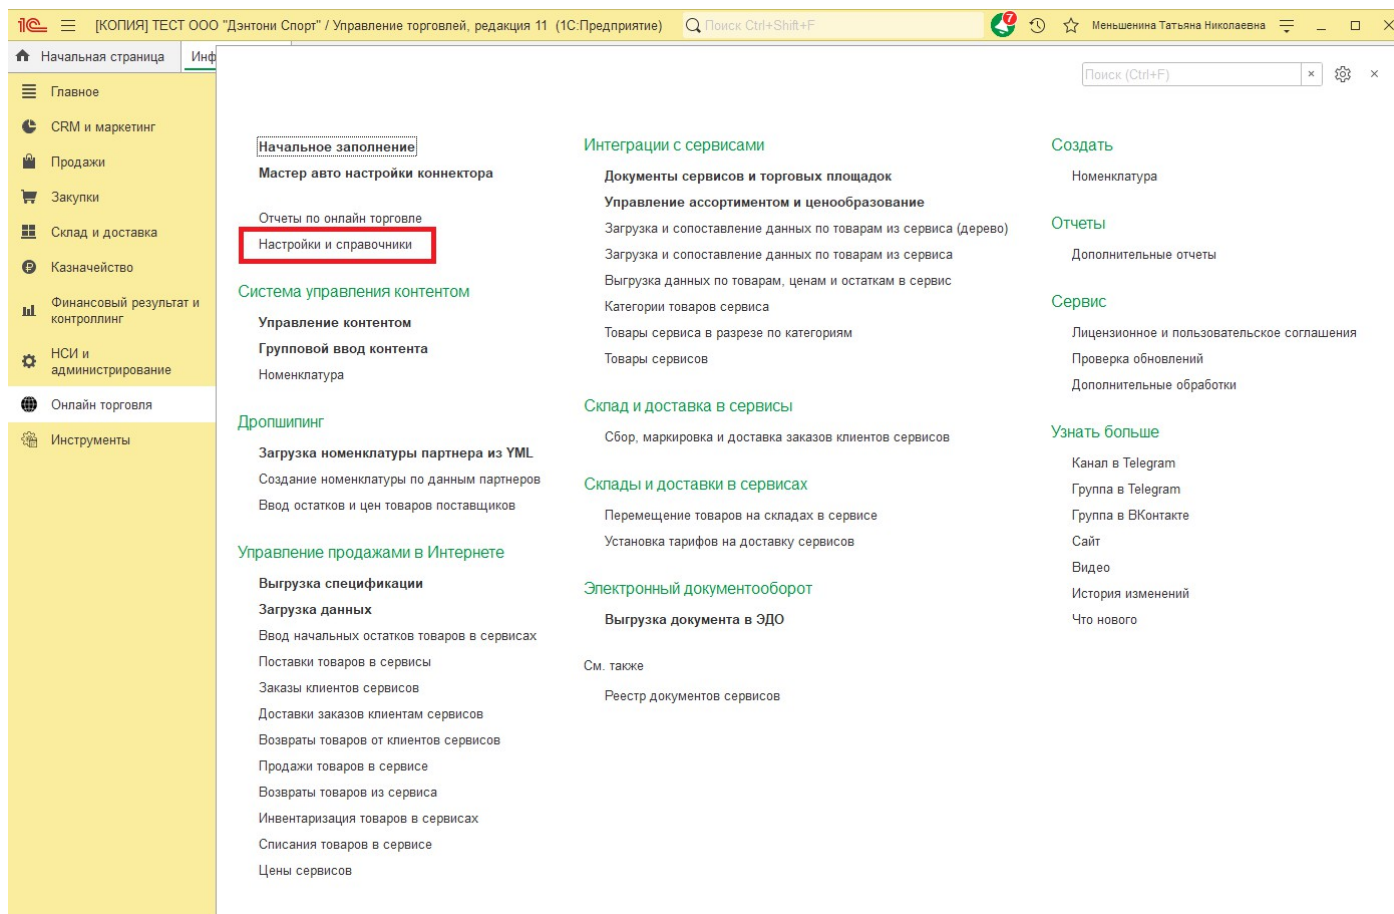 1С [КОПИЯ] ТЕСТ ООО "Дэнтони Спорт" / Управление торговлей, редакция 11 (1С:Предприятие) Поиск Ctrl+Shift+F 7 Меньшенина Татьяна Николаевна
Начальная страница Инф
Поиск (Ctrl+F)
Главное
CRM и маркетинг
Продажи
Закупки
Склад и доставка
Казначейство
Финансовый результат и
контроллинг
НСИ и
администрирование
Онлайн торговля
Инструменты
Начальное заполнение
Мастер авто настройки коннектора
Отчеты по онлайн торговле
Настройки и справочники
Система управления контентом
Управление контентом
Групповой ввод контента
Номенклатура
Дропшипинг
Загрузка номенклатуры партнера из YML
Создание номенклатуры по данным партнеров
Ввод остатков и цен товаров поставщиков
Управление продажами в Интернете
Выгрузка спецификации
Загрузка данных
Ввод начальных остатков товаров в сервисах
Поставки товаров в сервисы
Заказы клиентов сервисов
Доставки заказов клиентам сервисов
Возвраты товаров от клиентов сервисов
Продажи товаров в сервисе
Возвраты товаров из сервиса
Инвентаризация товаров в сервисах
Списания товаров в сервисе
Цены сервисов
Интеграции с сервисами
Документы сервисов и торговых площадок
Управление ассортиментом и ценообразование
Загрузка и сопоставление данных по товарам из сервиса (дерево)
Загрузка и сопоставление данных по товарам из сервиса
Выгрузка данных по товарам, ценам и остаткам в сервис
Категории товаров сервиса
Товары сервиса в разрезе по категориям
Товары сервисов
Склад и доставка в сервисы
Сбор, маркировка и доставка заказов клиентов сервисов
Склады и доставки в сервисах
Перемещение товаров на складах в сервисе
Установка тарифов на доставку сервисов
Электронный документооборот
Выгрузка документа в ЭДО
См. также
Реестр документов сервисов
Создать
Номенклатура
Отчеты
Дополнительные отчеты
Сервис
Лицензионное и пользовательское соглашения
Проверка обновлений
Дополнительные обработки
Узнать больше
Канал в Telegram
Группа в Telegram
Группа в ВКонтакте
Сайт
Видео
История изменений
Что нового